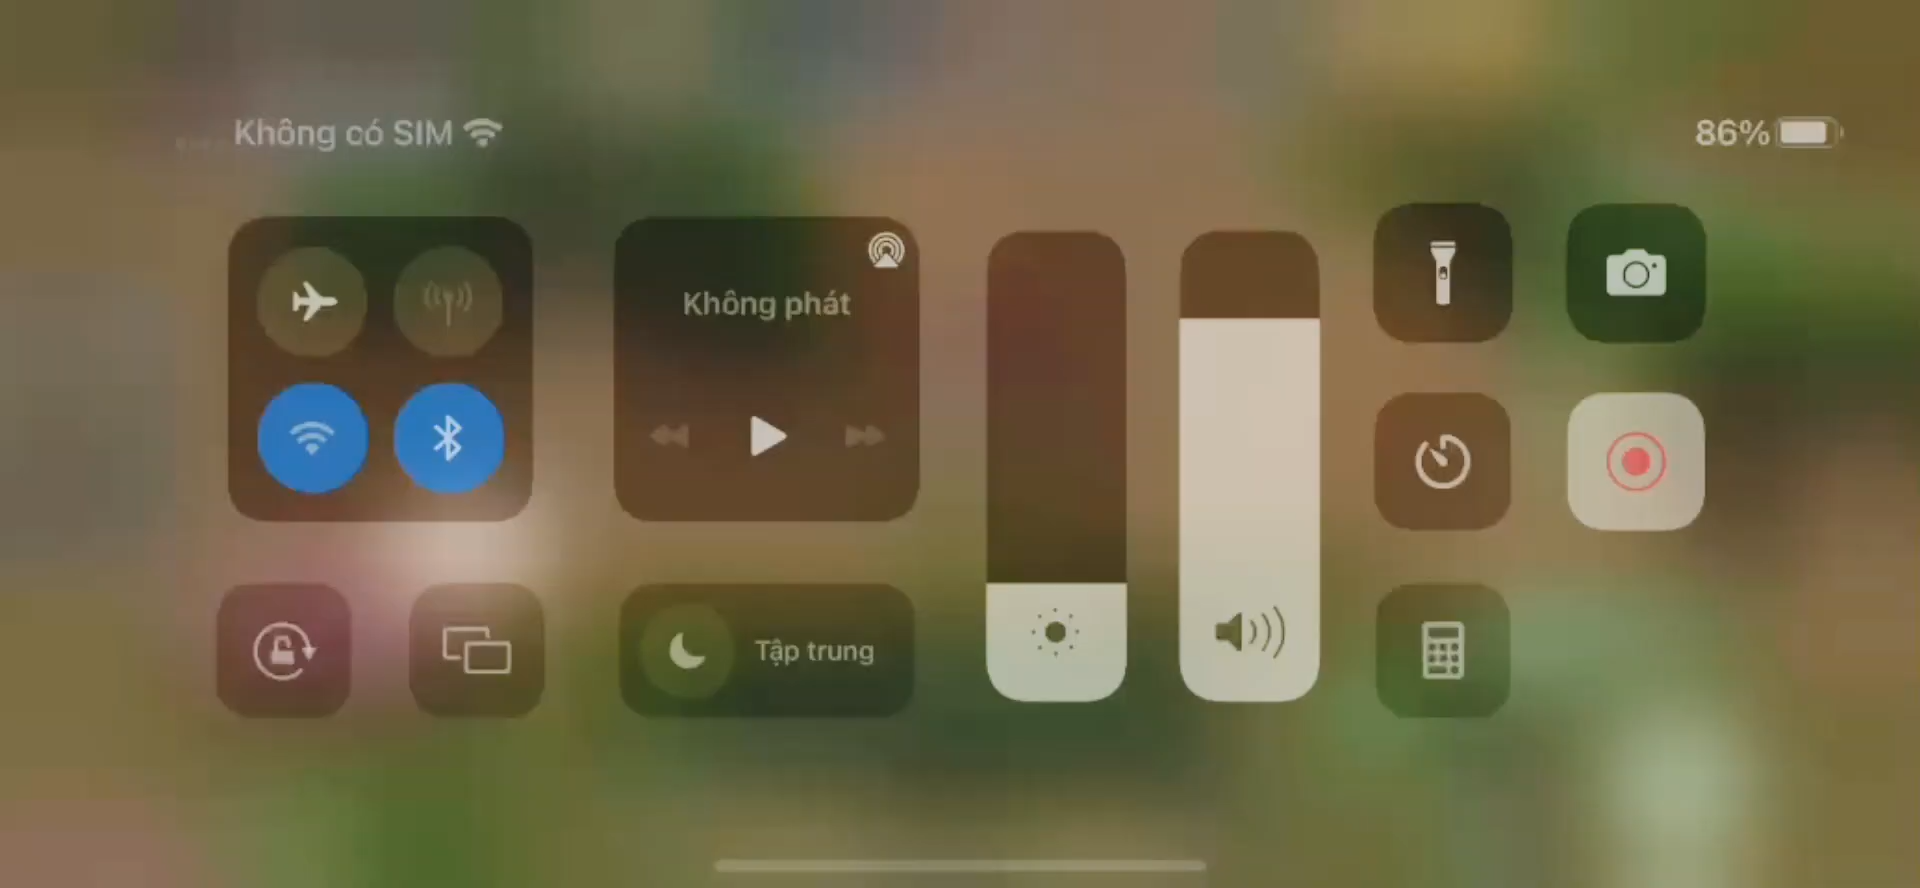 Không có SIM
86%
Không phát
Tập trung